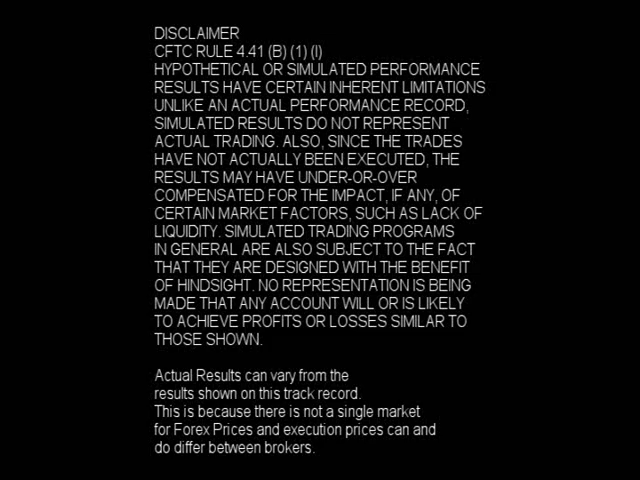 DISCLAIMER
CFTC RULE 4.41 (B) (1) (I)
HYPOTHETICAL OR SIMULATED PERFORMANCE
RESULTS HAVE CERTAIN INHERENT LIMITATIONS
UNLIKE AN ACTUAL PERFORMANCE RECORD,
SIMULATED RESULTS DO NOT REPRESENT
ACTUAL TRADING. ALSO, SINCE THE TRADES
HAVE NOT ACTUALLY BEEN EXECUTED, THE
RESULTS MAY HAVE UNDER-OR-OVER
COMPENSATED FOR THE IMPACT, IF ANY, OF
CERTAIN MARKET FACTORS, SUCH AS LACK OF
LIQUIDITY. SIMULATED TRADING PROGRAMS
IN GENERAL ARE ALSO SUBJECT TO THE FACT
THAT THEY ARE DESIGNED WITH THE BENEFIT
OF HINDSIGHT. NO REPRESENTATION IS BEING
MADE THAT ANY ACCOUNT WILL OR IS LIKELY
TO ACHIEVE PROFITS OR LOSSES SIMILAR TO
THOSE SHOWN.
Actual Results can vary from the
results shown on this track record.
This is because there is not a single market
for Forex Prices and execution prices can and
do differ between brokers.